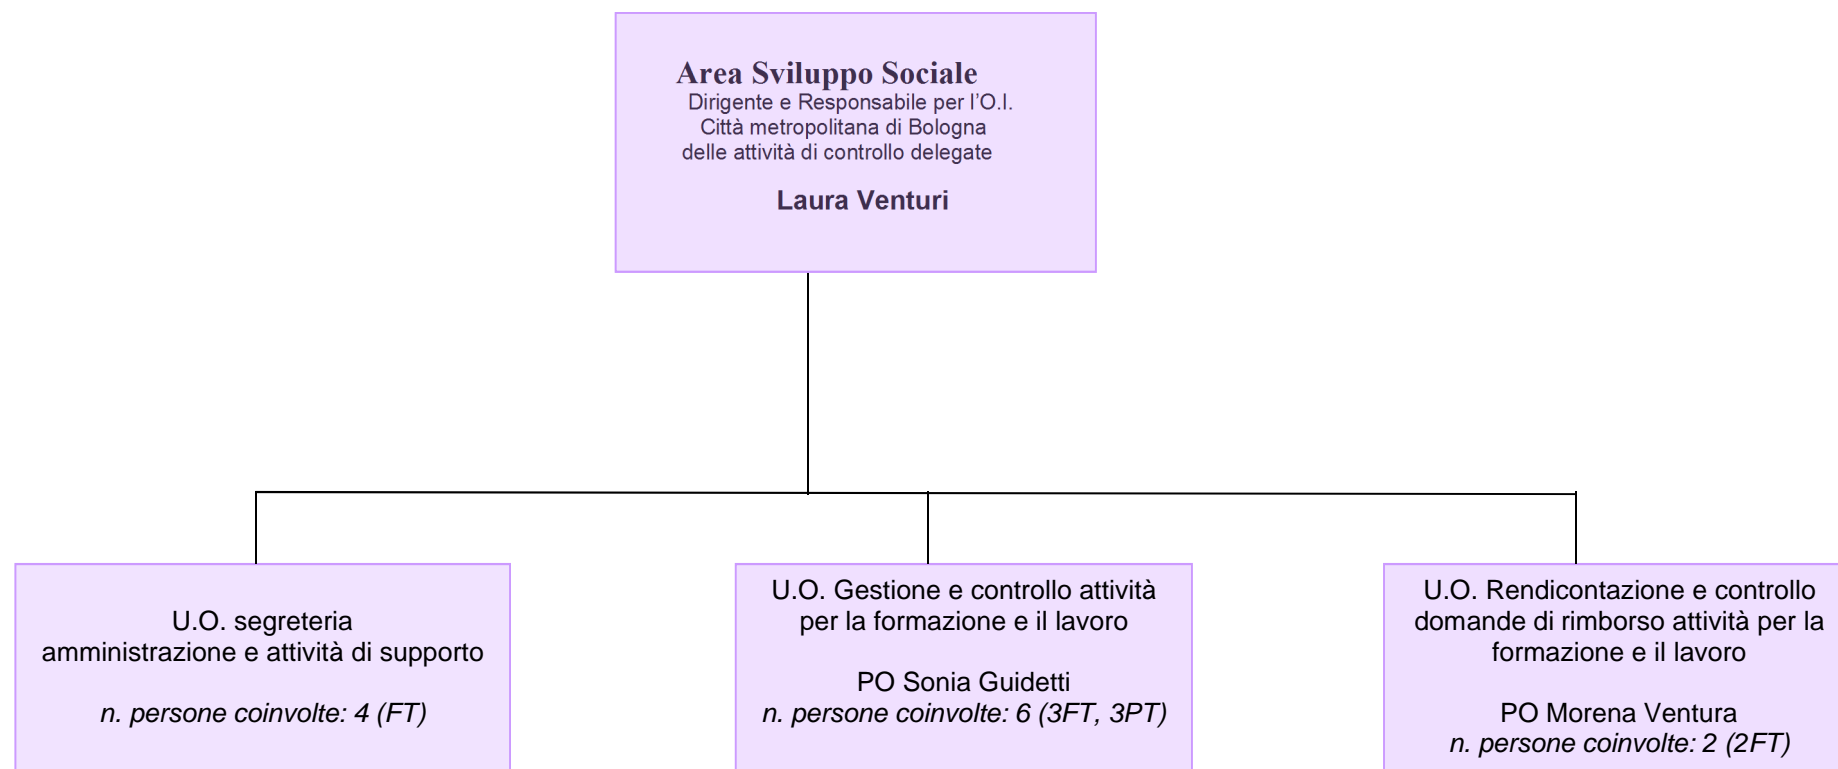 Area Sviluppo Sociale
Dirigente e Responsabile per l'O.I.
Città metropolitana di Bologna
delle attività di controllo delegate
Laura Venturi
U.O. segreteria
amministrazione e attività di supporto
n. persone coinvolte: 4 (FT)
U.O. Gestione e controllo attività
per la formazione e il lavoro
PO Sonia Guidetti
n. persone coinvolte: 6 (3FT, 3PT)
U.O. Rendicontazione e controllo
domande di rimborso attività per la
formazione e il lavoro
PO Morena Ventura
n. persone coinvolte: 2 (2FT)